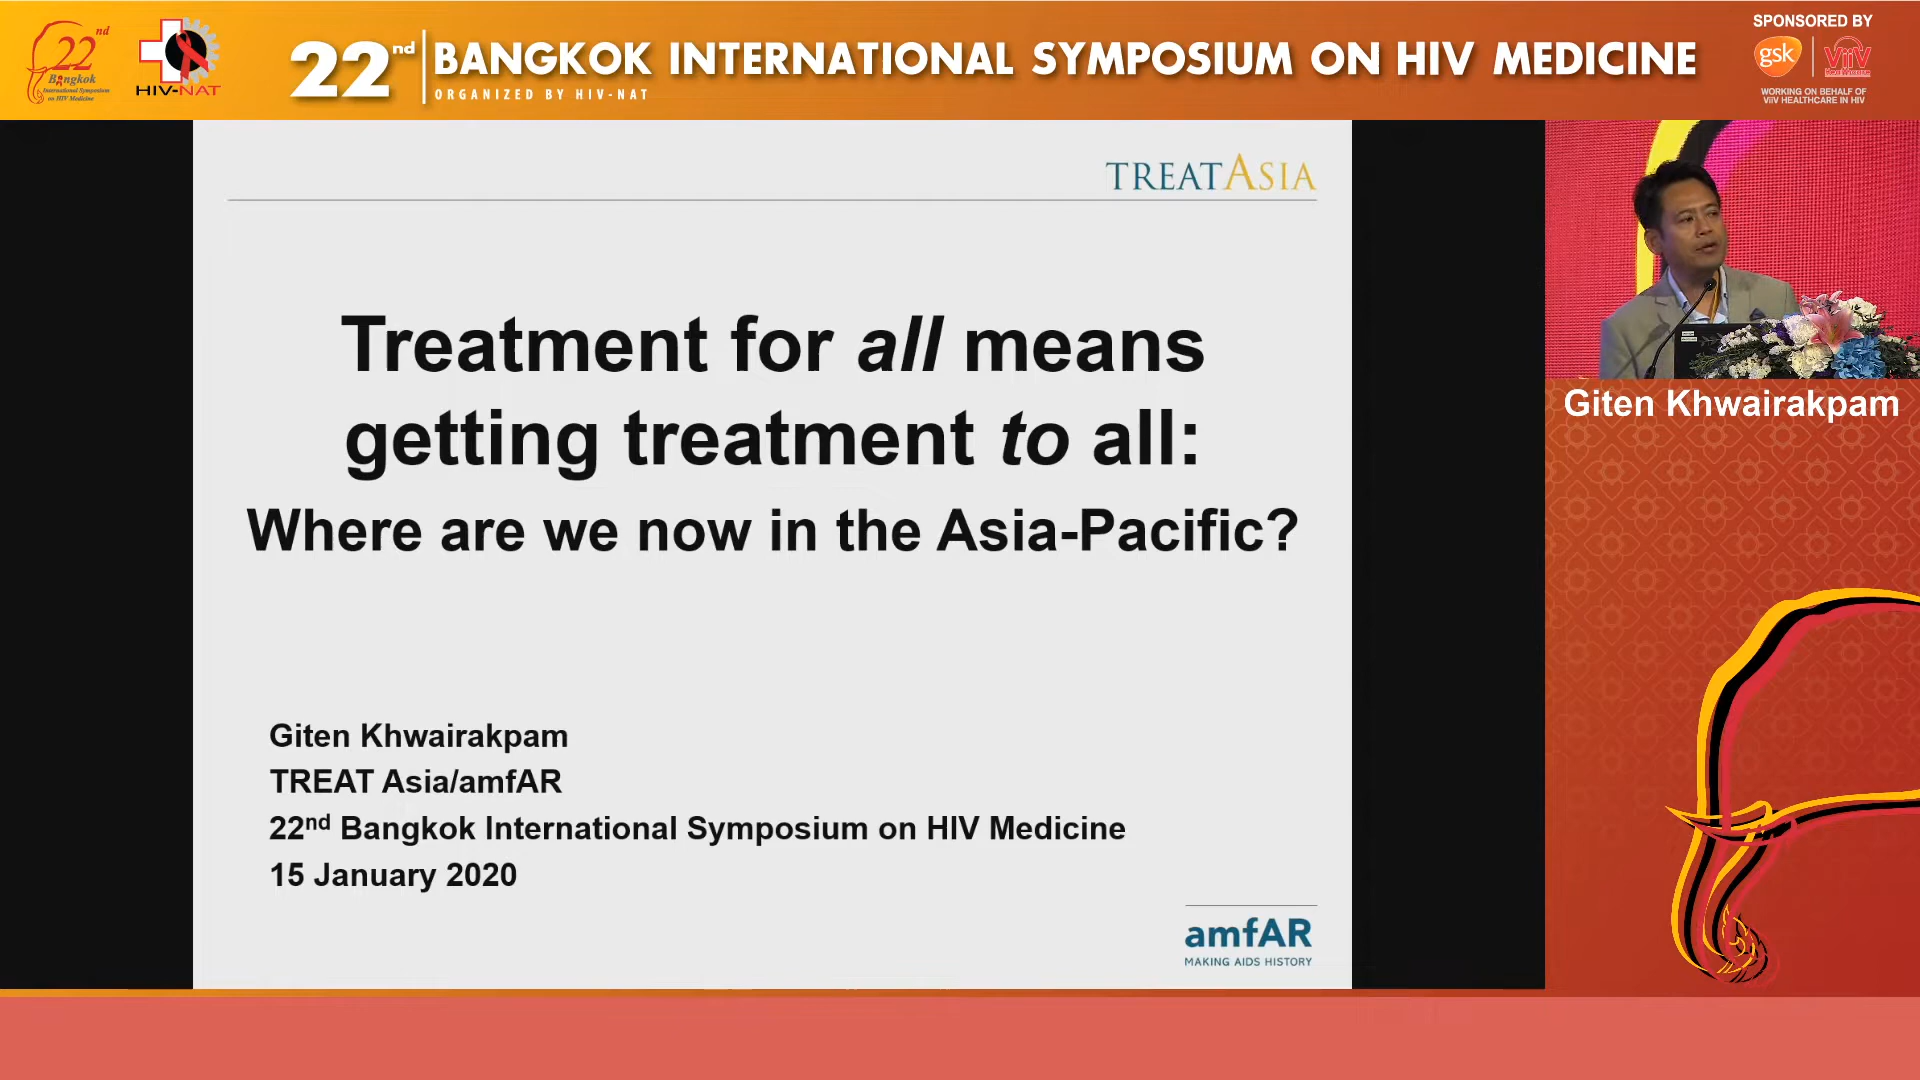 22nd
Bangkok
International Symposium
on HIV Medicine
HIV-NAT
22nd BANGKOK INTERNATIONAL SYMPOSIUM ON HIV MEDICINE
ORGANIZED BY HIV-NAT
SPONSORED BY
gsk
ViiV
WORKING ON BEHALF OF
ViiV HEALTHCARE IN HIV
TREAT ASIA
Treatment for all means
getting treatment to all:
Where are we now in the Asia-Pacific?
Giten Khwairakpam
TREAT Asia/amfAR
22nd Bangkok International Symposium on HIV Medicine
15 January 2020
amfAR
MAKING AIDS HISTORY
Giten Khwairakpam